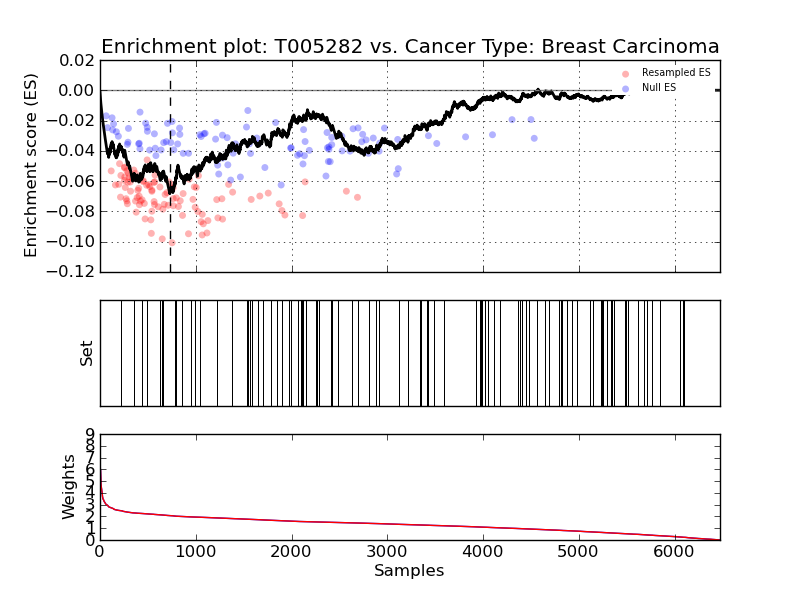 Enrichment plot: T005282 vs. Cancer Type: Breast Carcinoma
Enrichment score (ES)
0.02
0.00
−0.02
−0.04
−0.06
−0.08
−0.10
−0.12
Resampled ES
Null ES
Set
Weights
9
8
7
6
5
4
3
2
1
0
0 1000 2000 3000 4000 5000 6000
Samples